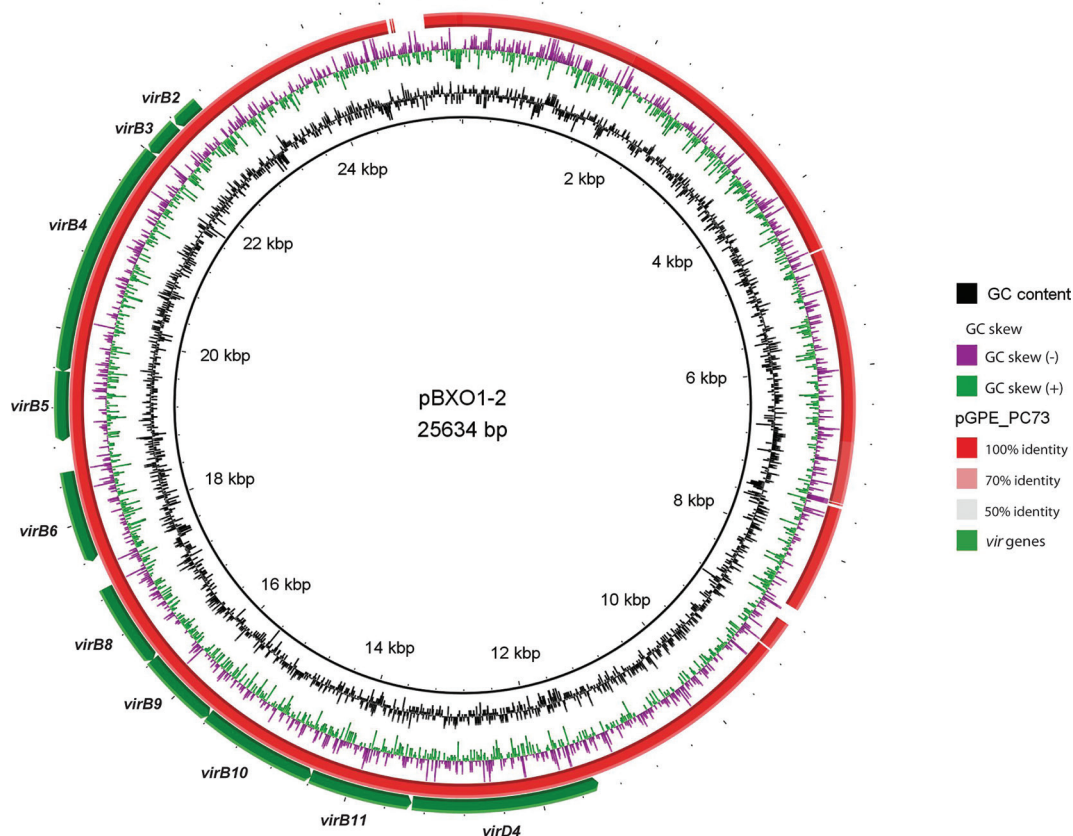 virB2
virB3
virB4
virB5
virB6
virB8
virB9
virB10
virB11
virD4
24 kbp
2 kbp
22 kbp
4 kbp
20 kbp
6 kbp
18 kbp
8 kbp
16 kbp
10 kbp
14 kbp
12 kbp
pBXO1-2
25634 bp
GC content
GC skew
GC skew (-)
GC skew (+)
pGPE_PC73
100% identity
70% identity
50% identity
vir genes